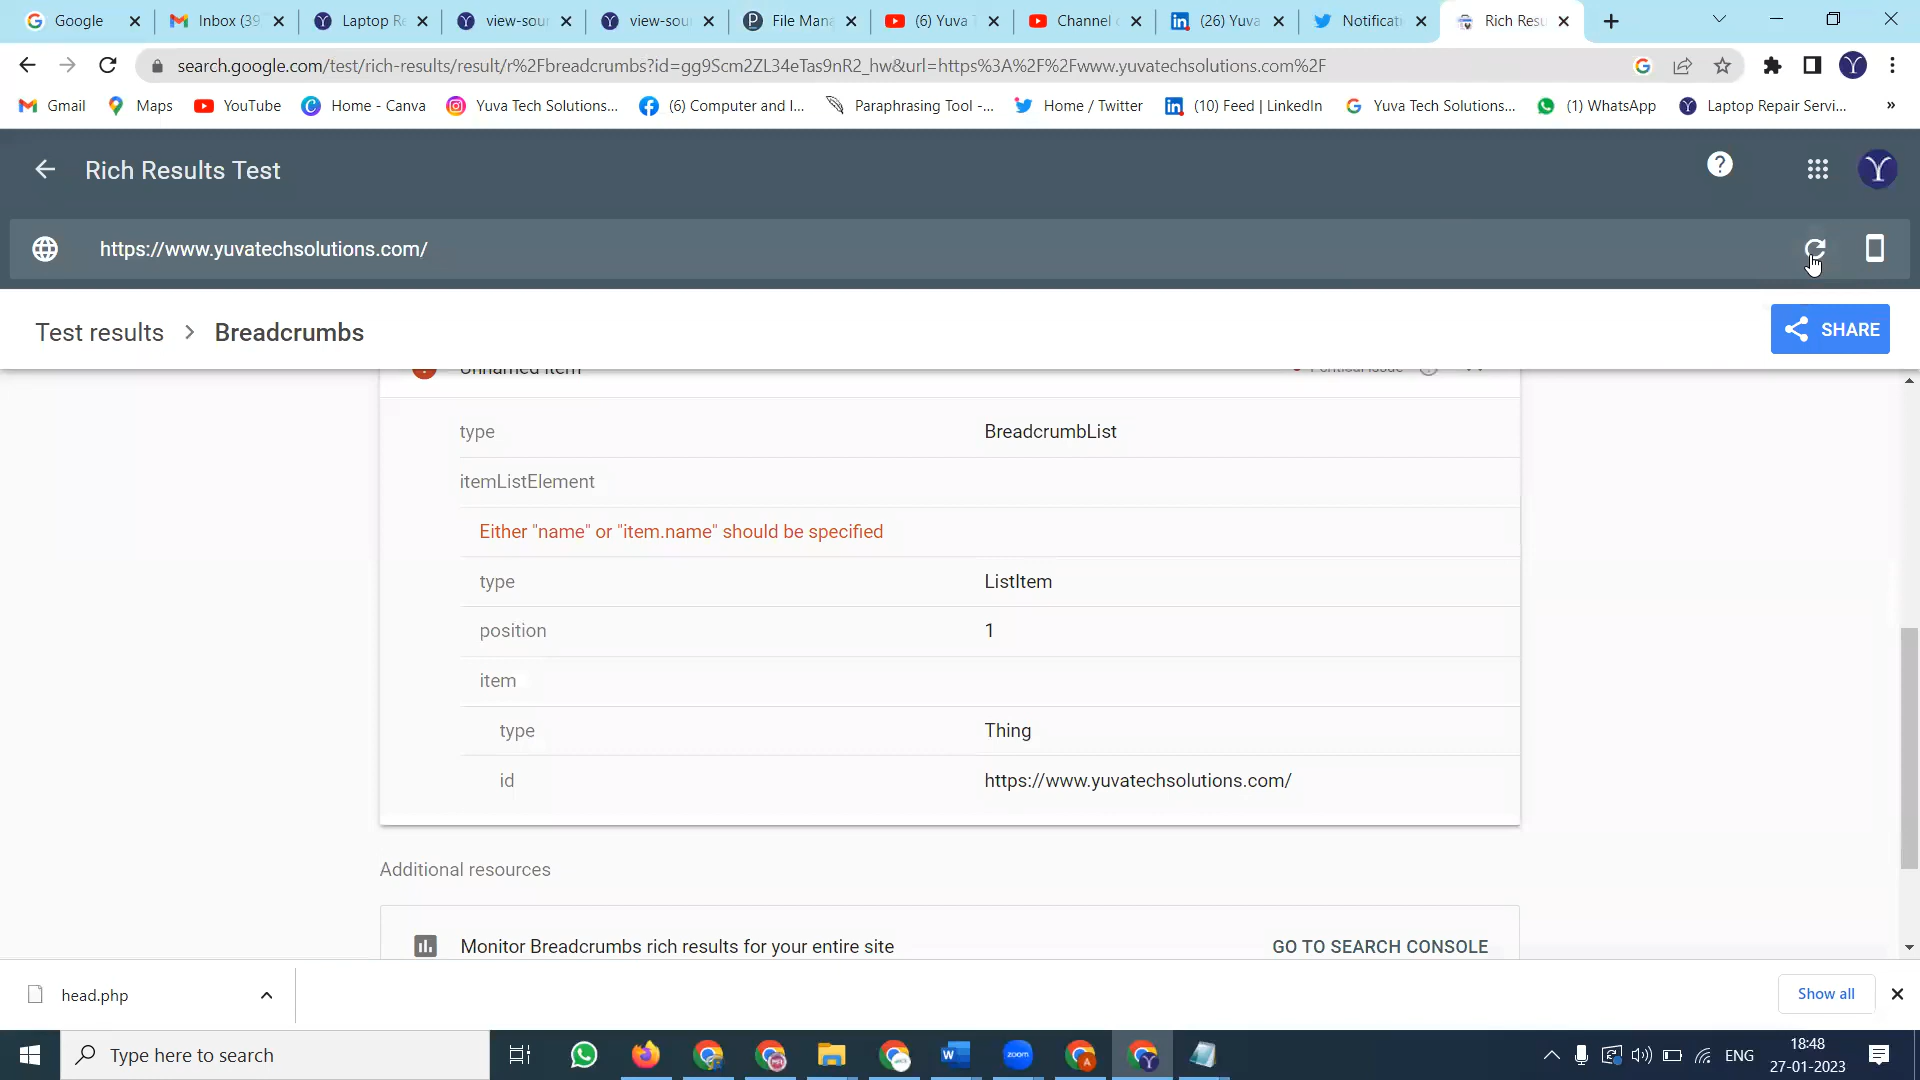 Google
Inbox (39
Laptop Re
view-sour
view-sou
File Mana
(6) Yuva T
Channel c
(26) Yuva
Notificati
Rich Resu
search.google.com/test/rich-results/result/r%2Fbreadcrumbs?id=gg9Scm2ZL34eTas9nR2_hw&url=https%3A%2F%2Fwww.yuvatechsolutions.com%2F
Gmail
Maps
YouTube
Home - Canva
Yuva Tech Solutions...
(6) Computer and I...
Paraphrasing Tool -...
Home / Twitter
(10) Feed | LinkedIn
Yuva Tech Solutions...
(1) WhatsApp
Laptop Repair Servi...
»
Rich Results Test
https://www.yuvatechsolutions.com/
Test results > Breadcrumbs
SHARE
Unnamed item
type BreadcrumbList
itemListElement
Either "name" or "item.name" should be specified
type ListItem
position 1
item
type Thing
id https://www.yuvatechsolutions.com/
Additional resources
Monitor Breadcrumbs rich results for your entire site
GO TO SEARCH CONSOLE
head.php
Show all
Type here to search
zoom
ENG
18:48
27-01-2023